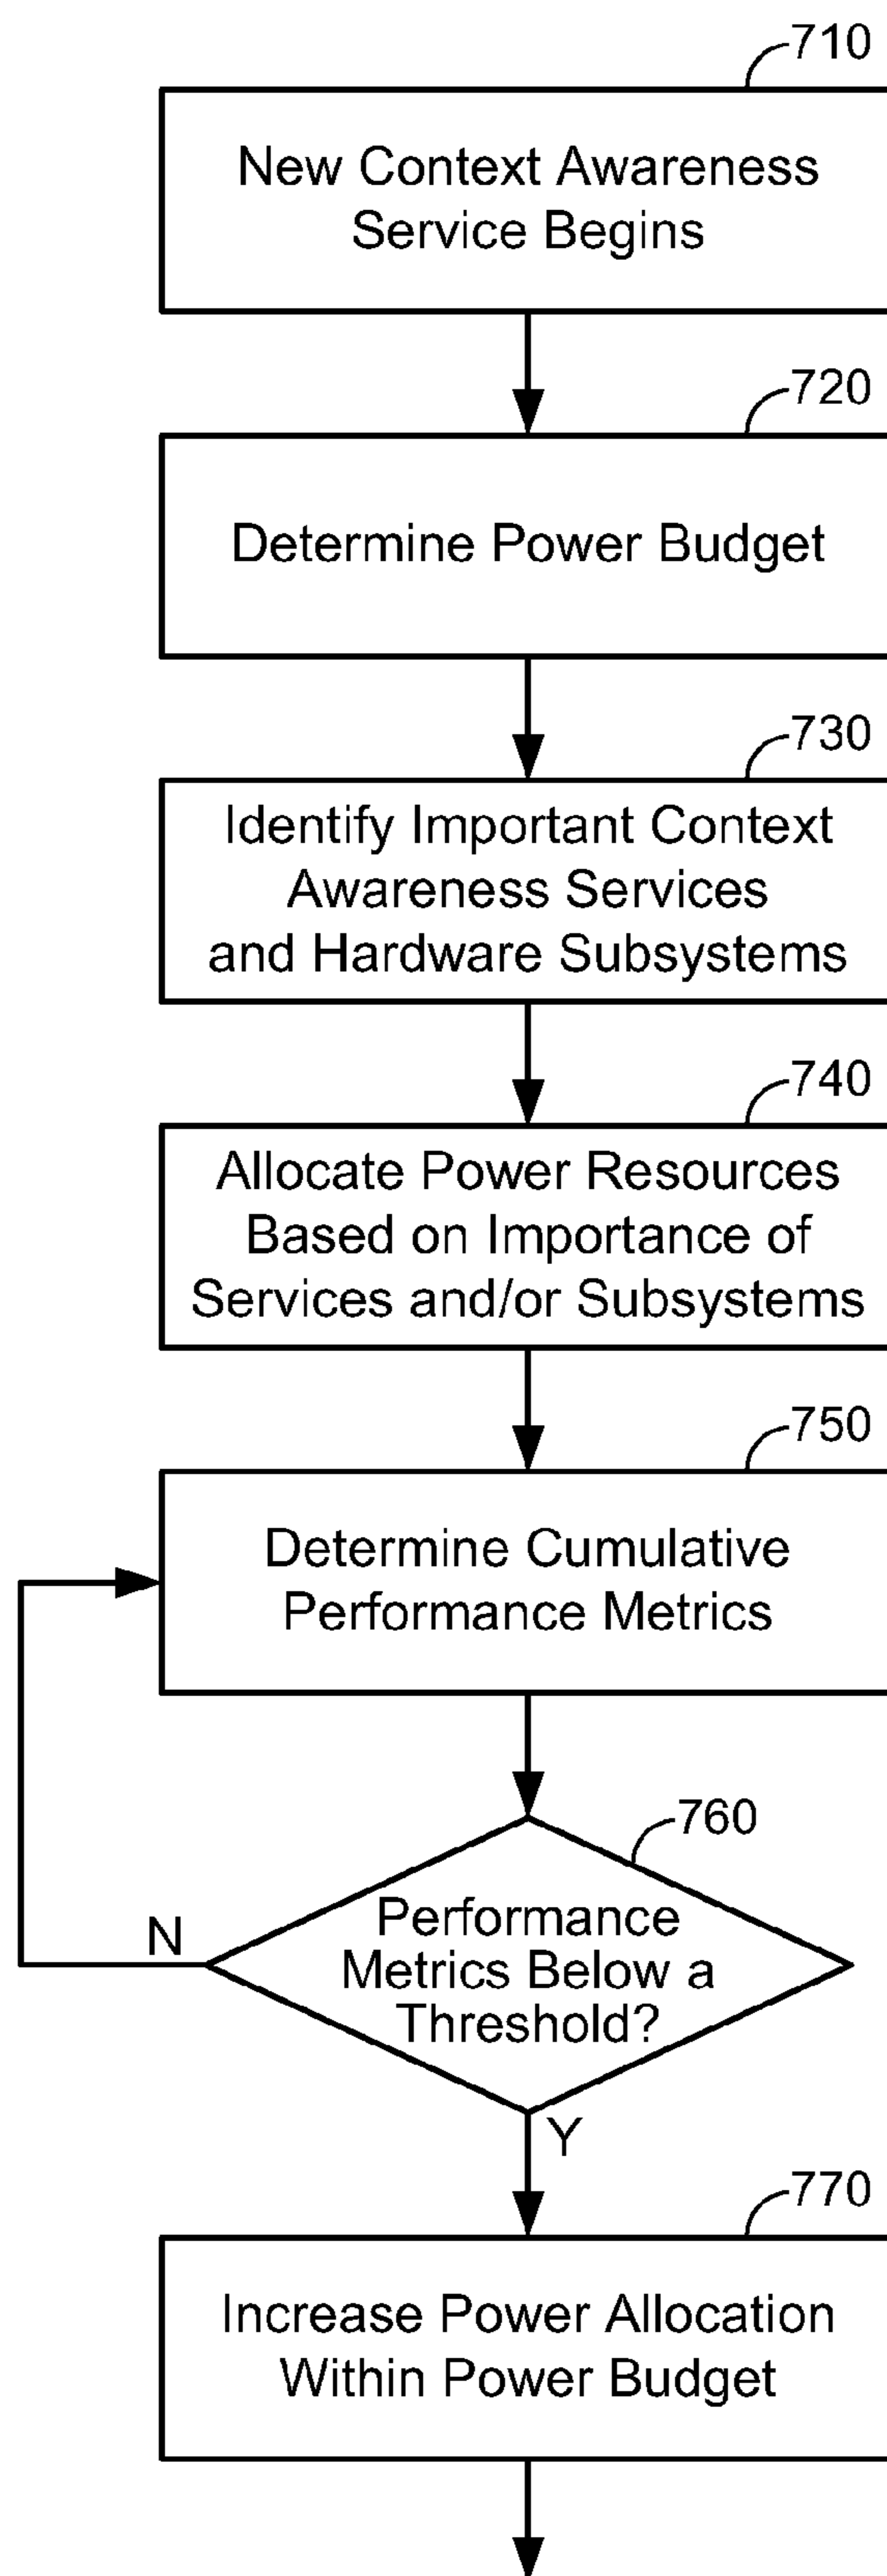 710
New Context Awareness
Service Begins
720
Determine Power Budget
730
Identify Important Context
Awareness Services
and Hardware Subsystems
740
Allocate Power Resources
Based on Importance of
Services and/or Subsystems
750
Determine Cumulative
Performance Metrics
760
Performance
Metrics Below a
Threshold?
N
Y
770
Increase Power Allocation
Within Power Budget